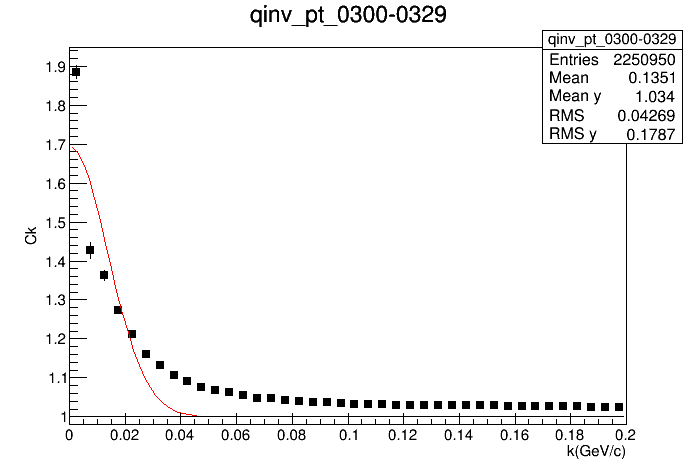 qinv_pt_0300-0329
qinv_pt_0300-0329
Entries 2250950
Mean 0.1351
Mean y 1.034
RMS 0.04269
RMS y 0.1787
Ck
1.9
1.8
1.7
1.6
1.5
1.4
1.3
1.2
1.1
1
0 0.02 0.04 0.06 0.08 0.1 0.12 0.14 0.16 0.18 0.2
k(GeV/c)